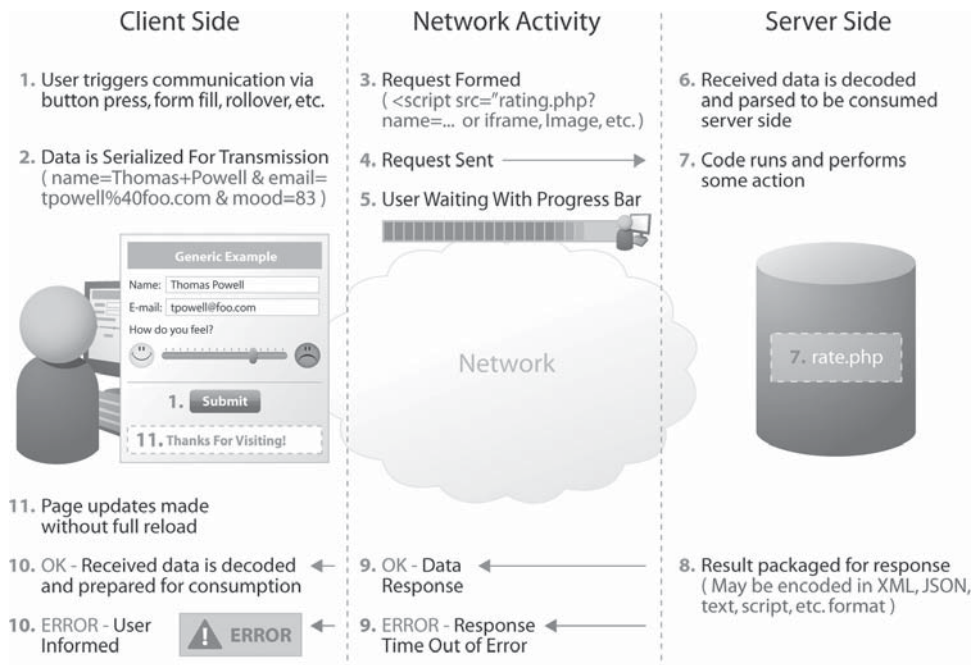 Client Side
1. User triggers communication via
button press, form fill, rollover, etc.
2. Data is Serialized For Transmission
( name=Thomas+Powell & email=
tpowell%40foo.com & mood=83 )
Generic Example
Name: Thomas Powell
E-mail: tpowell@foo.com
How do you feel?
1. Submit
11. Thanks For Visiting!
11. Page updates made
without full reload
10. OK - Received data is decoded
and prepared for consumption
10. ERROR - User
Informed
ERROR
Network Activity
3. Request Formed
( <script src="rating.php?
name=... or iframe, Image, etc. )
4. Request Sent
5. User Waiting With Progress Bar
Network
9. OK - Data
Response
9. ERROR - Response
Time Out of Error
Server Side
6. Received data is decoded
and parsed to be consumed
server side
7. Code runs and performs
some action
7. rate.php
8. Result packaged for response
( May be encoded in XML, JSON,
text, script, etc. format )